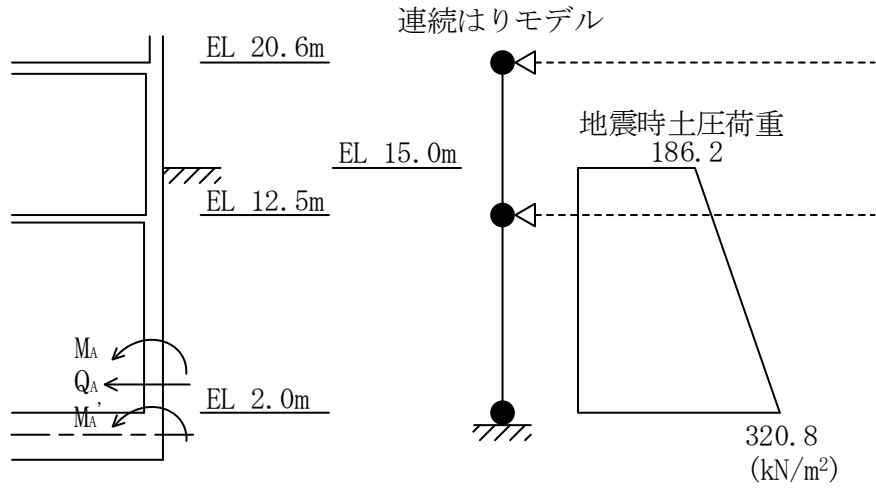 連続はりモデル
EL 20.6m
地震時土圧荷重
186.2
EL 15.0m
EL 12.5m
MA
QA
MA'
EL 2.0m
320.8
(kN/m²)